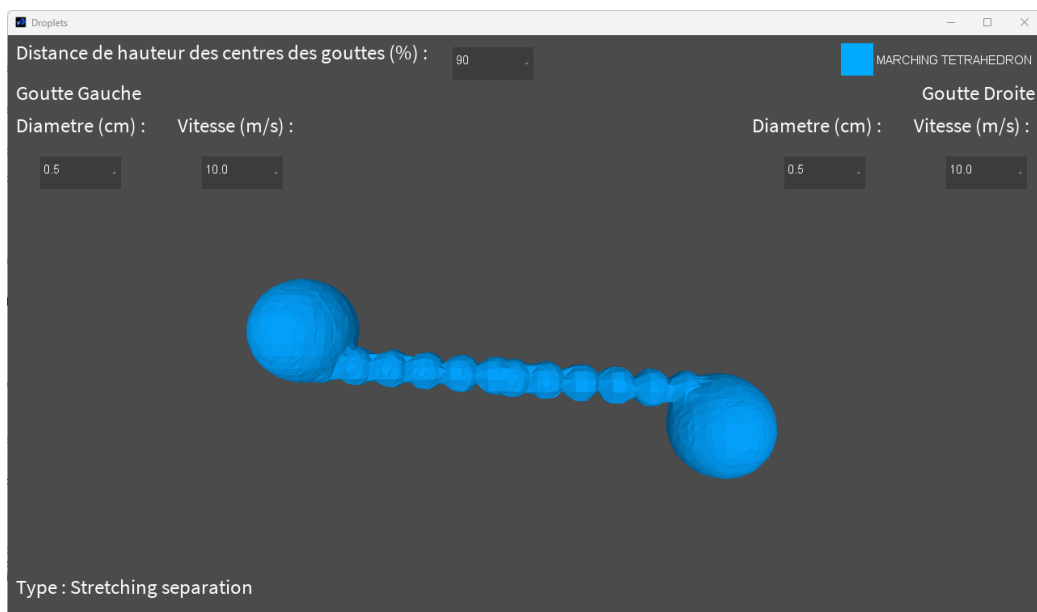 Droplets
Distance de hauteur des centres des gouttes (%) : 90
MARCHING TETRAHEDRON
Goutte Gauche
Goutte Droite
Diametre (cm) : Vitesse (m/s) :
Diametre (cm) : Vitesse (m/s) :
0.5 10.0
0.5 10.0
Type : Stretching separation